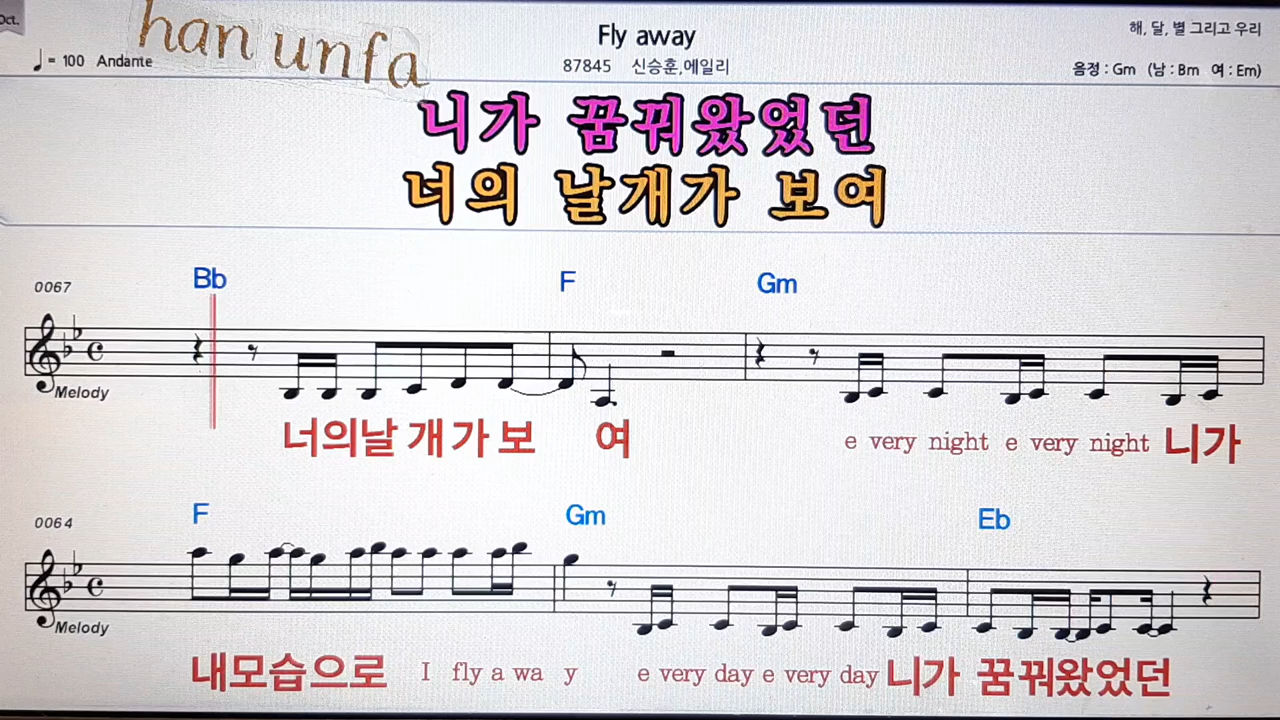 Oct.
han unfa
Fly away
해, 달, 별 그리고 우리
♩ = 100 Andante
87845 신승훈,에일리
음정 : Gm (남 : Bm 여 : Em)
니가 꿈꿔왔었던
너의 날개가 보여
0067
Bb F Gm
Melody
너의날 개 가 보 여 e very night e very night 니가
0064
F Gm Eb
Melody
내모습으로 I fly a wa y e very day e very day 니가 꿈꿔왔었던